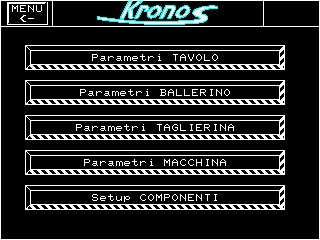 MENU
<-
Kronos
Parametri TAVOLO
Parametri BALLERINO
Parametri TAGLIERINA
Parametri MACCHINA
Setup COMPONENTI